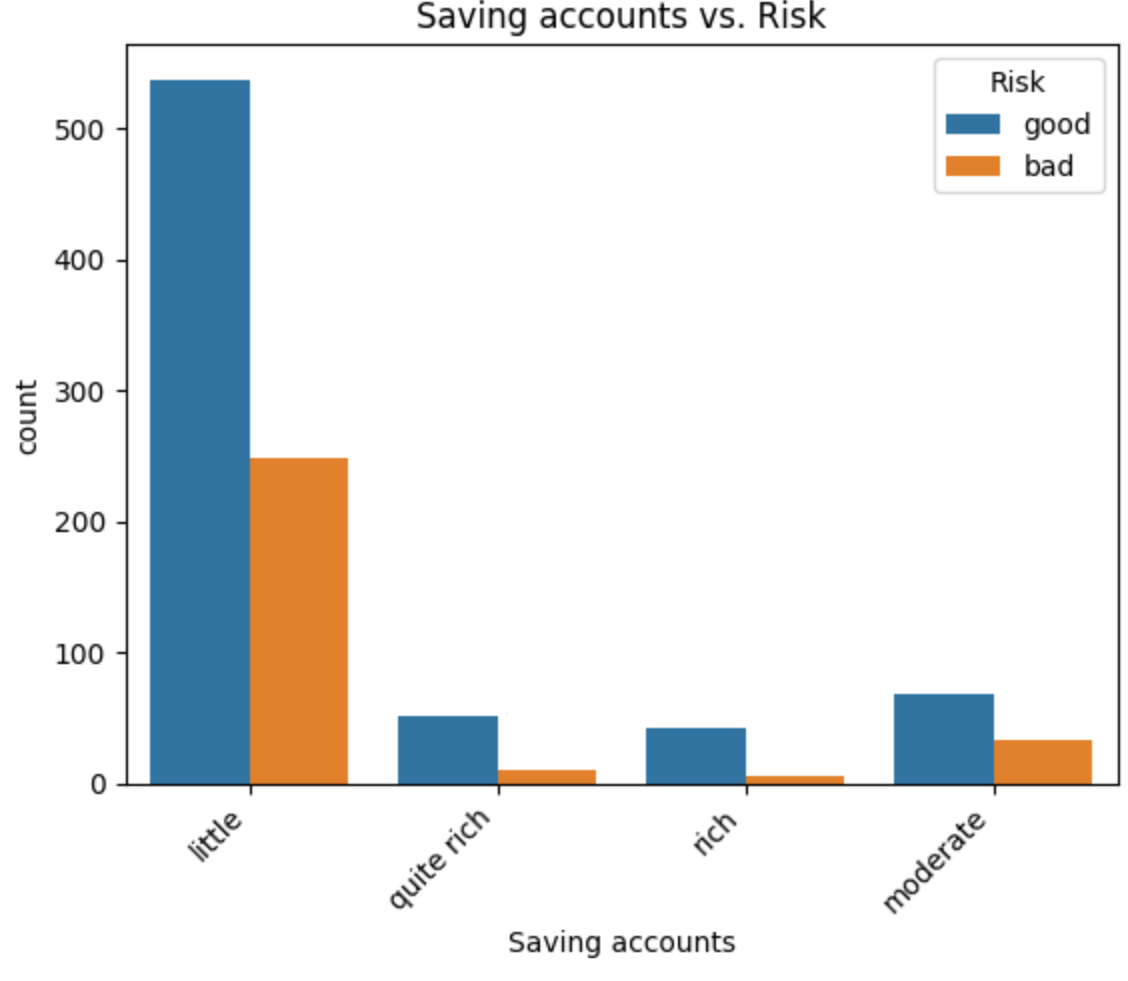 Saving accounts vs. Risk
Risk
good
bad
500
400
300
200
100
0
count
little
quite rich
rich
moderate
Saving accounts